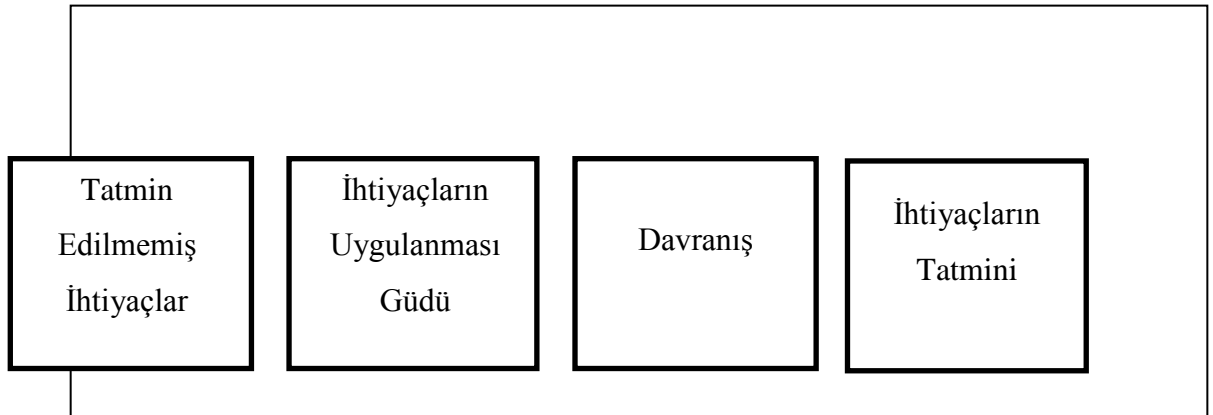 Tatmin
Edilmemiş
İhtiyaçlar
İhtiyaçların
Uygulanması
Güdü
Davranış
İhtiyaçların
Tatmini